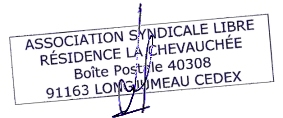 ASSOCIATION SYNDICALE LIBRE
RÉSIDENCE LA CHEVAUCHÉE
Boîte Postale 40308
91163 LONGJUMEAU CEDEX